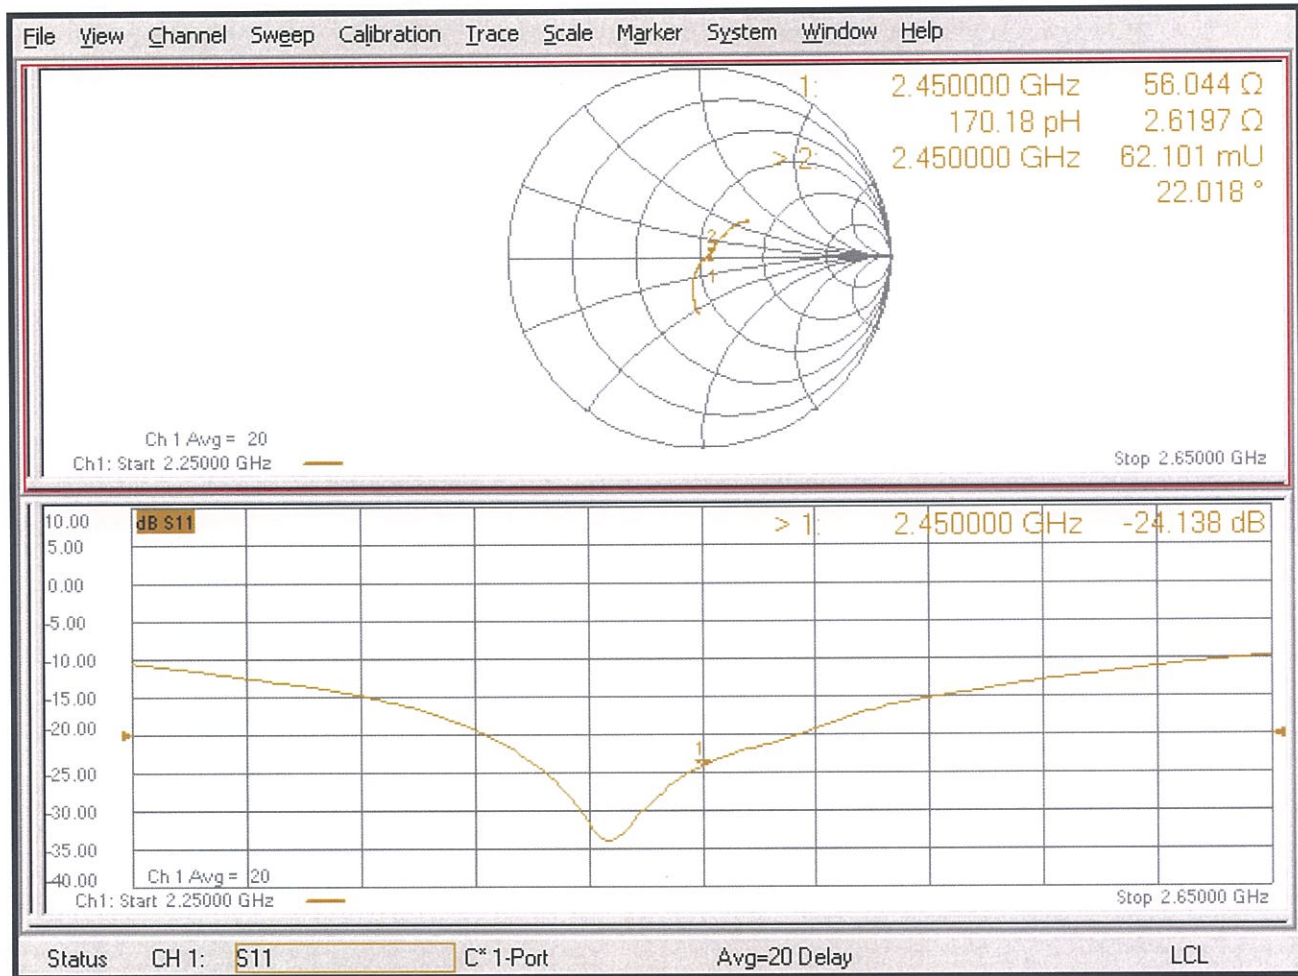 File View Channel Sweep Calibration Trace Scale Marker System Window Help
1: 2.450000 GHz 56.044 Ω
170.18 pH 2.6197 Ω
> 2: 2.450000 GHz 62.101 mU
22.018 °
2
1
Ch 1 Avg = 20
Ch1: Start 2.25000 GHz
Stop 2.65000 GHz
10.00
dB S11
> 1: 2.450000 GHz -24.138 dB
5.00
0.00
-5.00
-10.00
-15.00
-20.00
1
-25.00
-30.00
-35.00
-40.00
Ch 1 Avg = 20
Ch1: Start 2.25000 GHz
Stop 2.65000 GHz
Status CH 1: S11 C* 1-Port Avg=20 Delay LCL